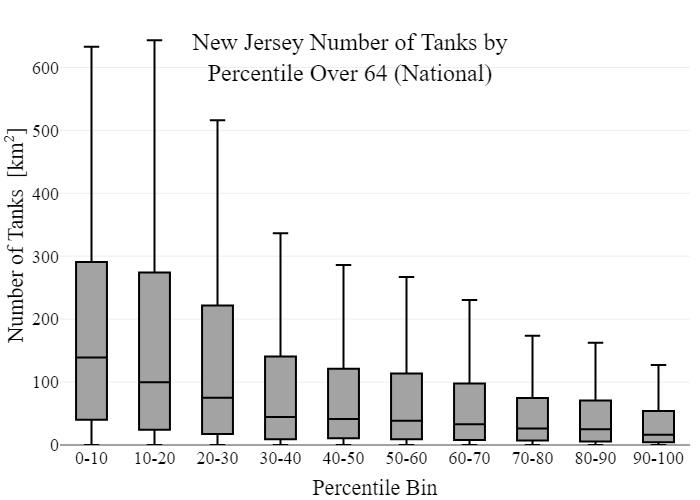 New Jersey Number of Tanks by
Percentile Over 64 (National)
Number of Tanks [km²]
600
500
400
300
200
100
0
0-10 10-20 20-30 30-40 40-50 50-60 60-70 70-80 80-90 90-100
Percentile Bin